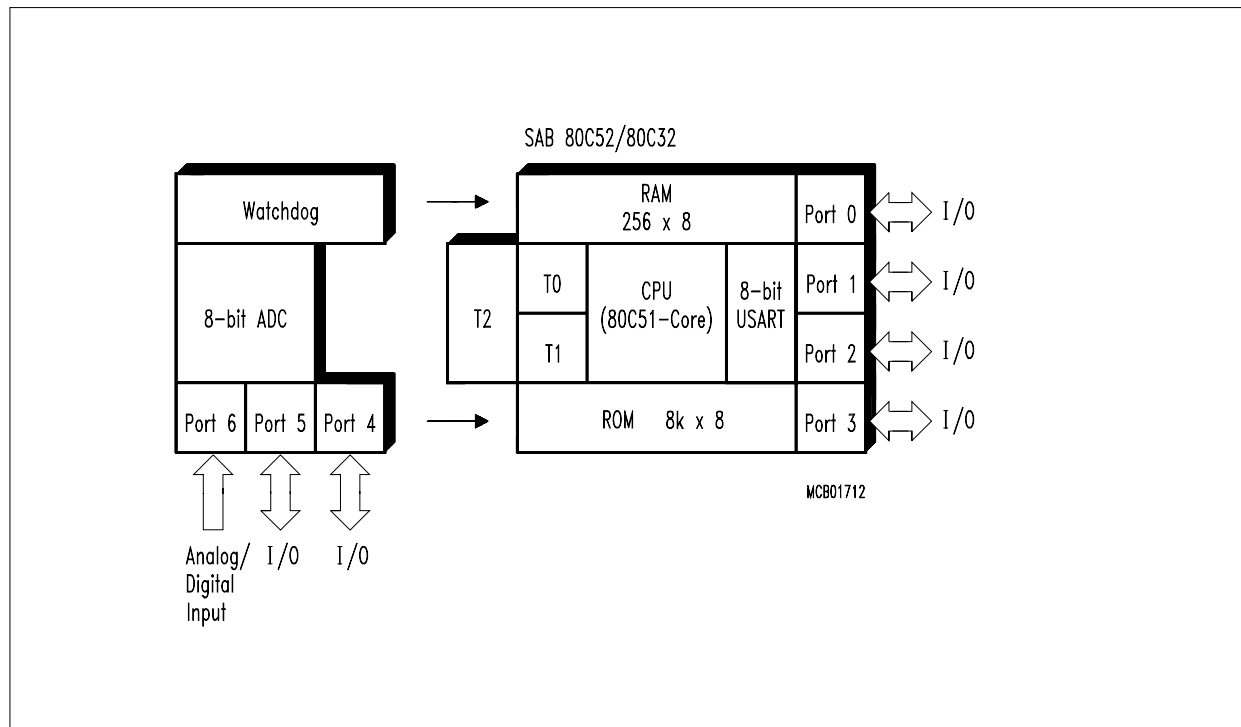 SAB 80C52/80C32
Watchdog
RAM
256 x 8
Port 0
I/O
8-bit ADC
T2
T0
T1
CPU
(80C51-Core)
8-bit
USART
Port 1
I/O
Port 2
I/O
Port 6
Port 5
Port 4
ROM 8k x 8
Port 3
I/O
MCB01712
Analog/
Digital
Input
I/O
I/O